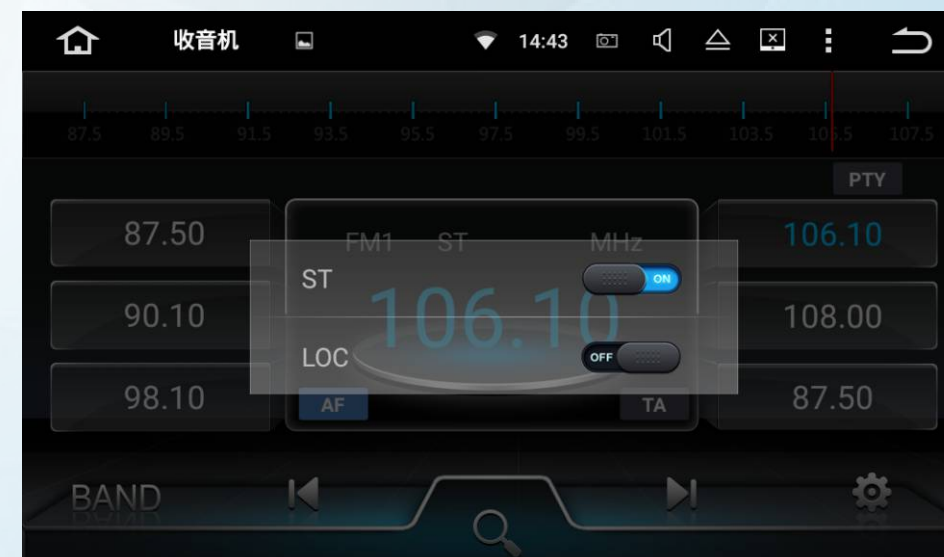 收音机 14:43
87.5 89.5 91.5 93.5 95.5 97.5 99.5 101.5 103.5 105.5 107.5
PTY
87.50 FM1 ST MHz 106.10
ST ON
90.10 106.10 108.00
LOC OFF
98.10 AF TA 87.50
BAND